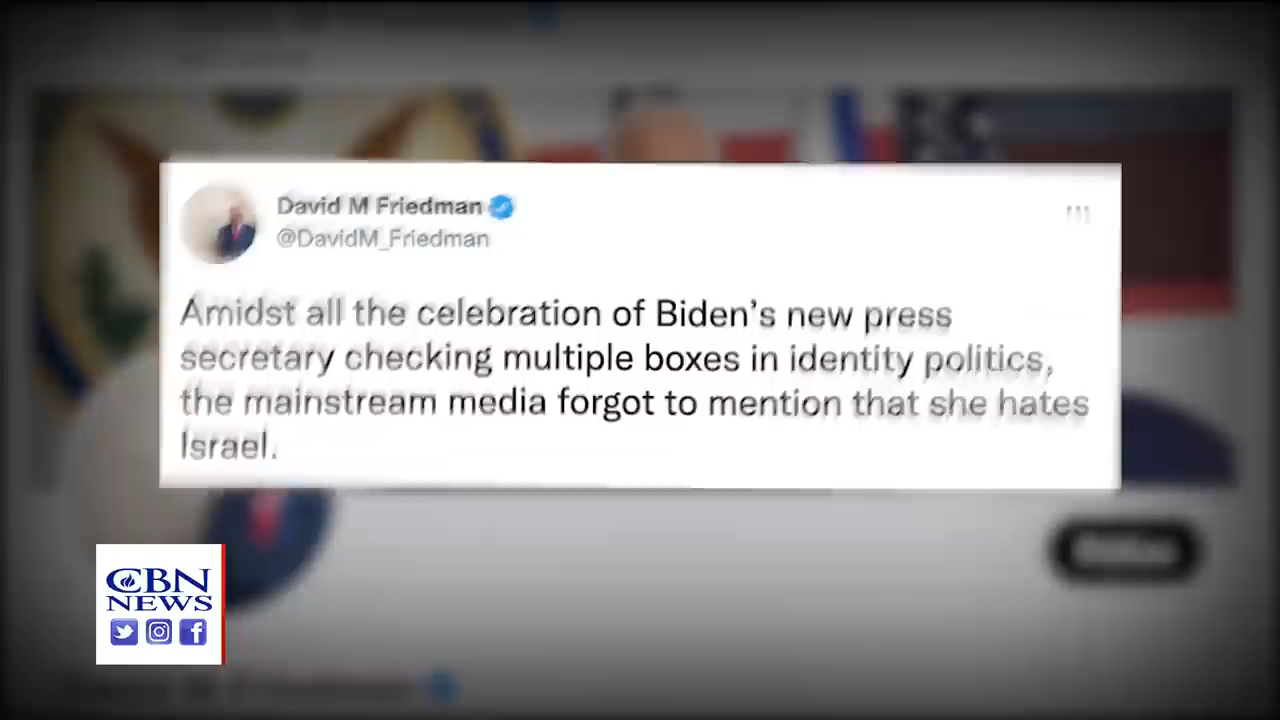 David M Friedman
@DavidM_Friedman
Amidst all the celebration of Biden's new press
secretary checking multiple boxes in identity politics,
the mainstream media forgot to mention that she hates
Israel.
CBN
NEWS